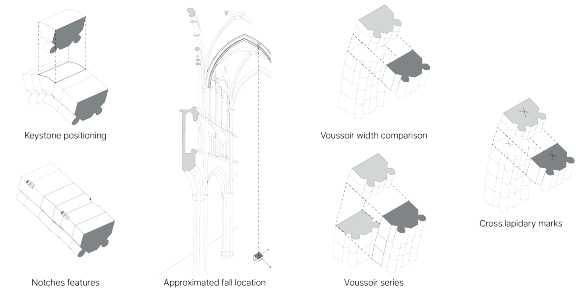 Keystone positioning
Voussoir width comparison
Cross lapidary marks
Notches features
Approximated fall location
Voussoir series